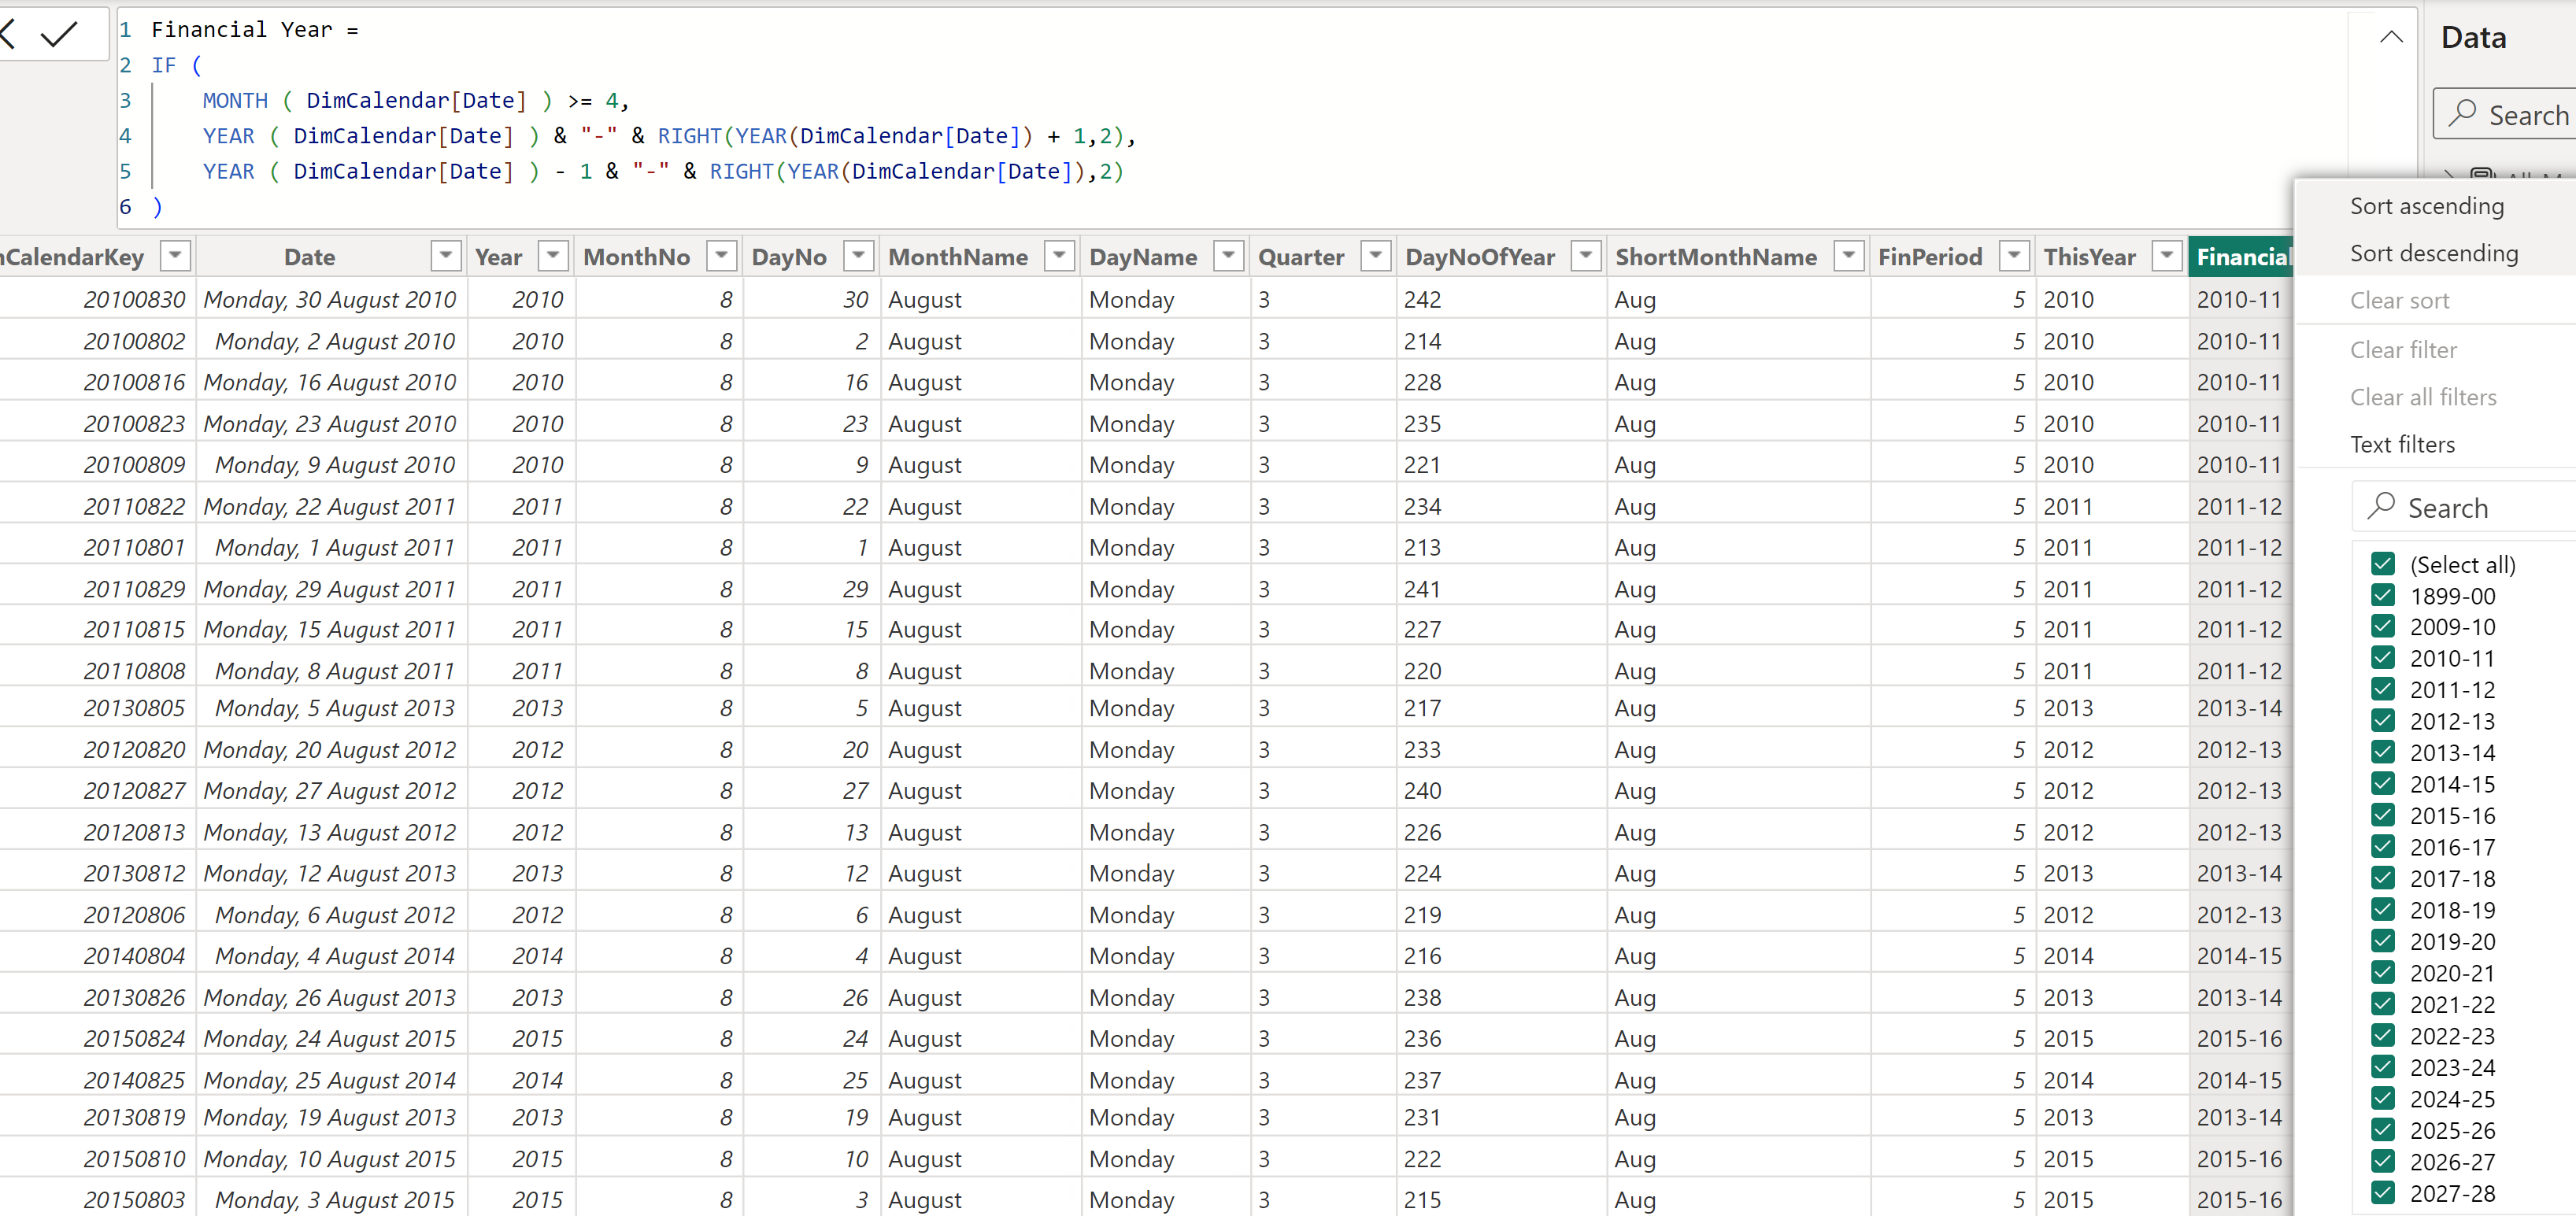 1 Financial Year =
2 IF (
3 MONTH ( DimCalendar[Date] ) >= 4,
4 YEAR ( DimCalendar[Date] ) & "-" & RIGHT(YEAR(DimCalendar[Date]) + 1,2),
5 YEAR ( DimCalendar[Date] ) - 1 & "-" & RIGHT(YEAR(DimCalendar[Date]),2)
6 )
Data
Search
CalendarKey Date Year MonthNo DayNo MonthName DayName Quarter DayNoOfYear ShortMonthName FinPeriod ThisYear Financial
20100830 Monday, 30 August 2010 2010 8 30 August Monday 3 242 Aug 5 2010 2010-11
20100802 Monday, 2 August 2010 2010 8 2 August Monday 3 214 Aug 5 2010 2010-11
20100816 Monday, 16 August 2010 2010 8 16 August Monday 3 228 Aug 5 2010 2010-11
20100823 Monday, 23 August 2010 2010 8 23 August Monday 3 235 Aug 5 2010 2010-11
20100809 Monday, 9 August 2010 2010 8 9 August Monday 3 221 Aug 5 2010 2010-11
20110822 Monday, 22 August 2011 2011 8 22 August Monday 3 234 Aug 5 2011 2011-12
20110801 Monday, 1 August 2011 2011 8 1 August Monday 3 213 Aug 5 2011 2011-12
20110829 Monday, 29 August 2011 2011 8 29 August Monday 3 241 Aug 5 2011 2011-12
20110815 Monday, 15 August 2011 2011 8 15 August Monday 3 227 Aug 5 2011 2011-12
20110808 Monday, 8 August 2011 2011 8 8 August Monday 3 220 Aug 5 2011 2011-12
20130805 Monday, 5 August 2013 2013 8 5 August Monday 3 217 Aug 5 2013 2013-14
20120820 Monday, 20 August 2012 2012 8 20 August Monday 3 233 Aug 5 2012 2012-13
20120827 Monday, 27 August 2012 2012 8 27 August Monday 3 240 Aug 5 2012 2012-13
20120813 Monday, 13 August 2012 2012 8 13 August Monday 3 226 Aug 5 2012 2012-13
20130812 Monday, 12 August 2013 2013 8 12 August Monday 3 224 Aug 5 2013 2013-14
20120806 Monday, 6 August 2012 2012 8 6 August Monday 3 219 Aug 5 2012 2012-13
20140804 Monday, 4 August 2014 2014 8 4 August Monday 3 216 Aug 5 2014 2014-15
20130826 Monday, 26 August 2013 2013 8 26 August Monday 3 238 Aug 5 2013 2013-14
20150824 Monday, 24 August 2015 2015 8 24 August Monday 3 236 Aug 5 2015 2015-16
20140825 Monday, 25 August 2014 2014 8 25 August Monday 3 237 Aug 5 2014 2014-15
20130819 Monday, 19 August 2013 2013 8 19 August Monday 3 231 Aug 5 2013 2013-14
20150810 Monday, 10 August 2015 2015 8 10 August Monday 3 222 Aug 5 2015 2015-16
20150803 Monday, 3 August 2015 2015 8 3 August Monday 3 215 Aug 5 2015 2015-16
Sort ascending
Sort descending
Clear sort
Clear filter
Clear all filters
Text filters
Search
(Select all)
1899-00
2009-10
2010-11
2011-12
2012-13
2013-14
2014-15
2015-16
2016-17
2017-18
2018-19
2019-20
2020-21
2021-22
2022-23
2023-24
2024-25
2025-26
2026-27
2027-28